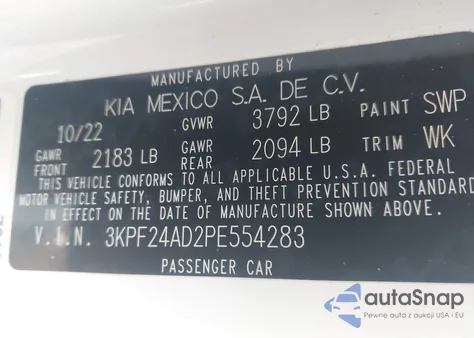 MANUFACTURED BY
KIA MEXICO S.A. DE C.V.
10/22 GVWR 3792 LB PAINT SWP
GAWR FRONT 2183 LB GAWR REAR 2094 LB TRIM WK
THIS VEHICLE CONFORMS TO ALL APPLICABLE U.S.A. FEDERAL
MOTOR VEHICLE SAFETY, BUMPER, AND THEFT PREVENTION STANDARD
IN EFFECT ON THE DATE OF MANUFACTURE SHOWN ABOVE.
V.I.N. 3KPF24AD2PE554283
PASSENGER CAR
autoSnap
Pewne auta z aukcji USA i EU